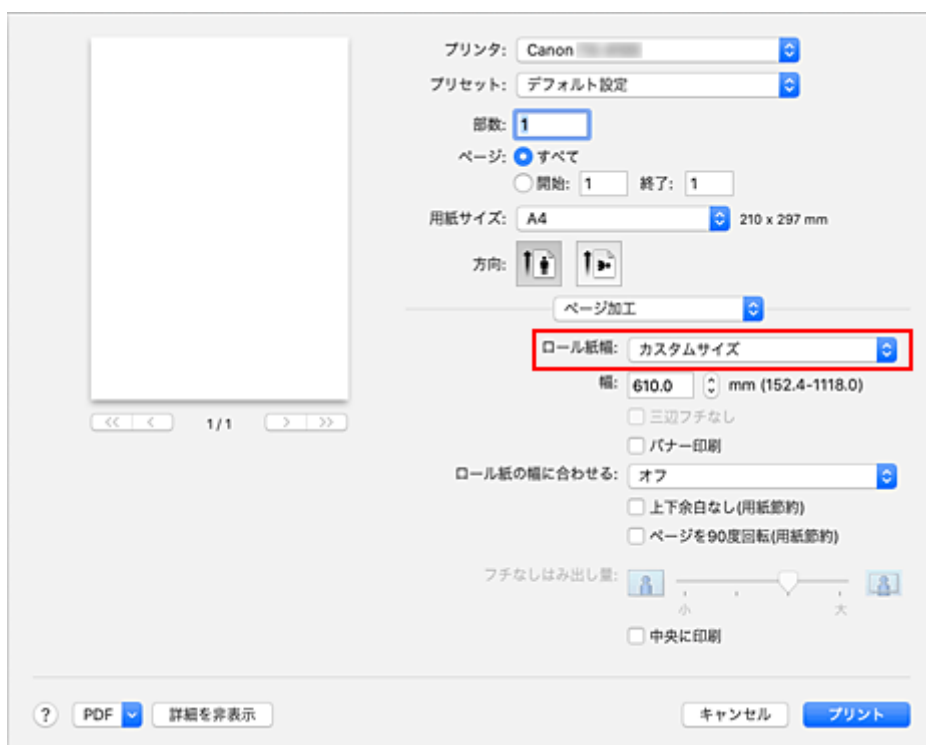 プリンタ: Canon
プリセット: デフォルト設定
部数: 1
ページ: すべて
開始: 1 終了: 1
用紙サイズ: A4 210 x 297 mm
方向:
ページ加工
ロール紙幅: カスタムサイズ
幅: 610.0 mm (152.4-1118.0)
三辺フチなし
バナー印刷
ロール紙の幅に合わせる: オフ
上下余白なし(用紙節約)
ページを90度回転(用紙節約)
フチなしはみ出し量:
小 大
中央に印刷
<< < 1/1 > >>
? PDF 詳細を非表示 キャンセル プリント